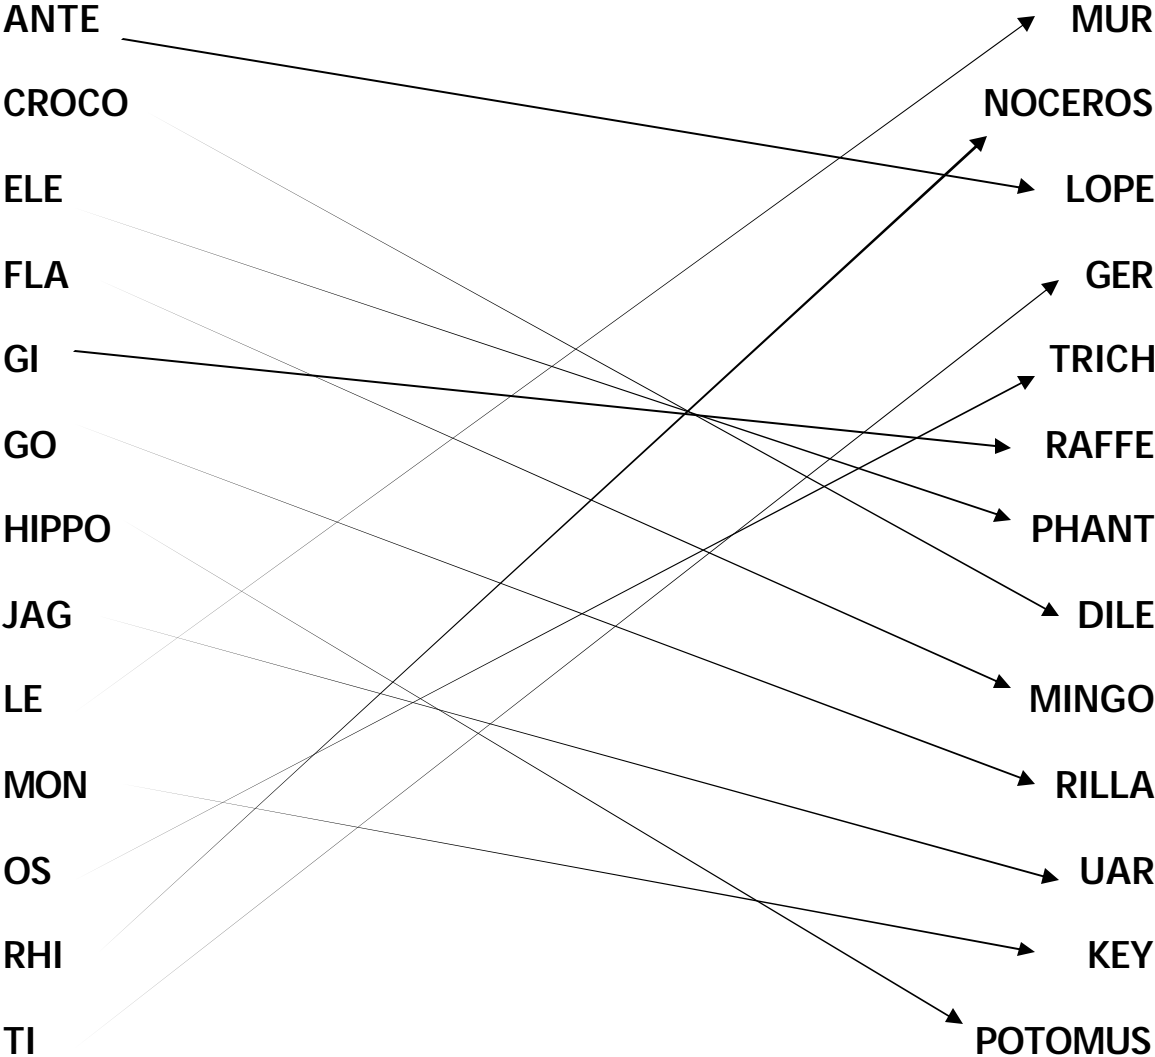 ANTE MUR
CROCO NOCEROS
ELE LOPE
FLA GER
GI TRICH
GO RAFFE
HIPPO PHANT
JAG DILE
LE MINGO
MON RILLA
OS UAR
RHI KEY
TI POTOMUS